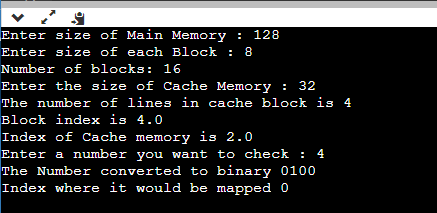 Enter size of Main Memory : 128
Enter size of each Block : 8
Number of blocks: 16
Enter the size of Cache Memory : 32
The number of lines in cache block is 4
Block index is 4.0
Index of Cache memory is 2.0
Enter a number you want to check : 4
The Number converted to binary 0100
Index where it would be mapped 0